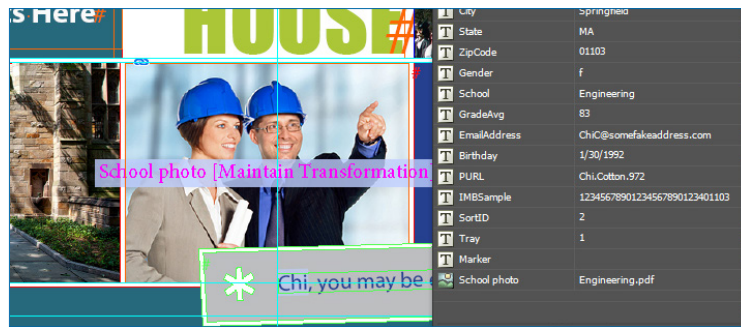 s Here#
HOUSE#
School photo [Maintain Transformation]
Chi, you may be
City Springfield
State MA
ZipCode 01103
Gender f
School Engineering
GradeAvg 83
EmailAddress ChiC@somefakeaddress.com
Birthday 1/30/1992
PURL Chi.Cotton.972
IMBSample 12345678901234567890123401103
SortID 2
Tray 1
Marker
School photo Engineering.pdf